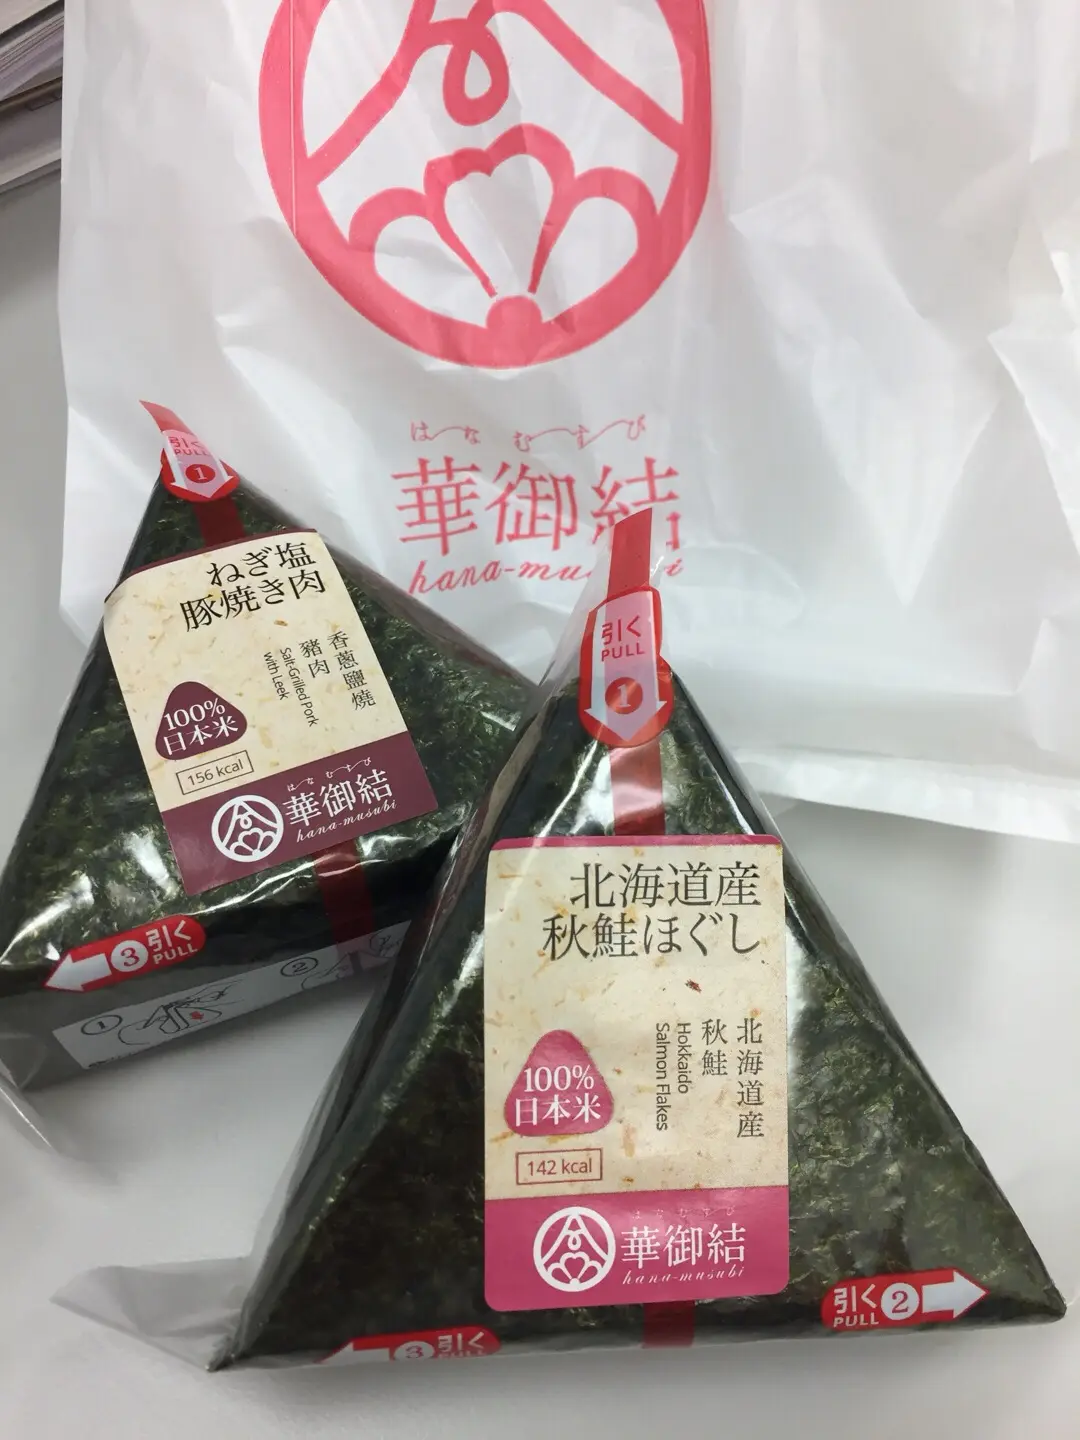 はなむすび
華御結
hana-mu
引く
PULL
1
ねぎ塩
豚焼き肉
香蔥鹽燒
豬肉
Salt-Grilled Pork
with Leek
100%
日本米
156 kcal
はなむすび
華御結
hana-musubi
3 引く
PULL
1
2
引く
PULL
1
北海道産
秋鮭ほぐし
北海道産
秋鮭
Hokkaido
Salmon Flakes
100%
日本米
142 kcal
はなむすび
華御結
hana-musubi
引く 2
PULL
3 引く
PULL